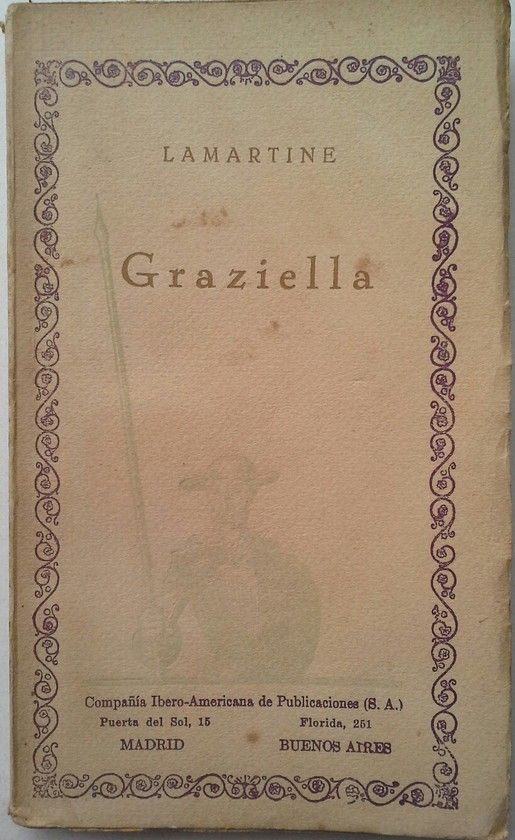 LAMARTINE
Graziella
Compañía Ibero-Americana de Publicaciones (S. A.)
Puerta del Sol, 15 Florida, 251
MADRID BUENOS AIRES